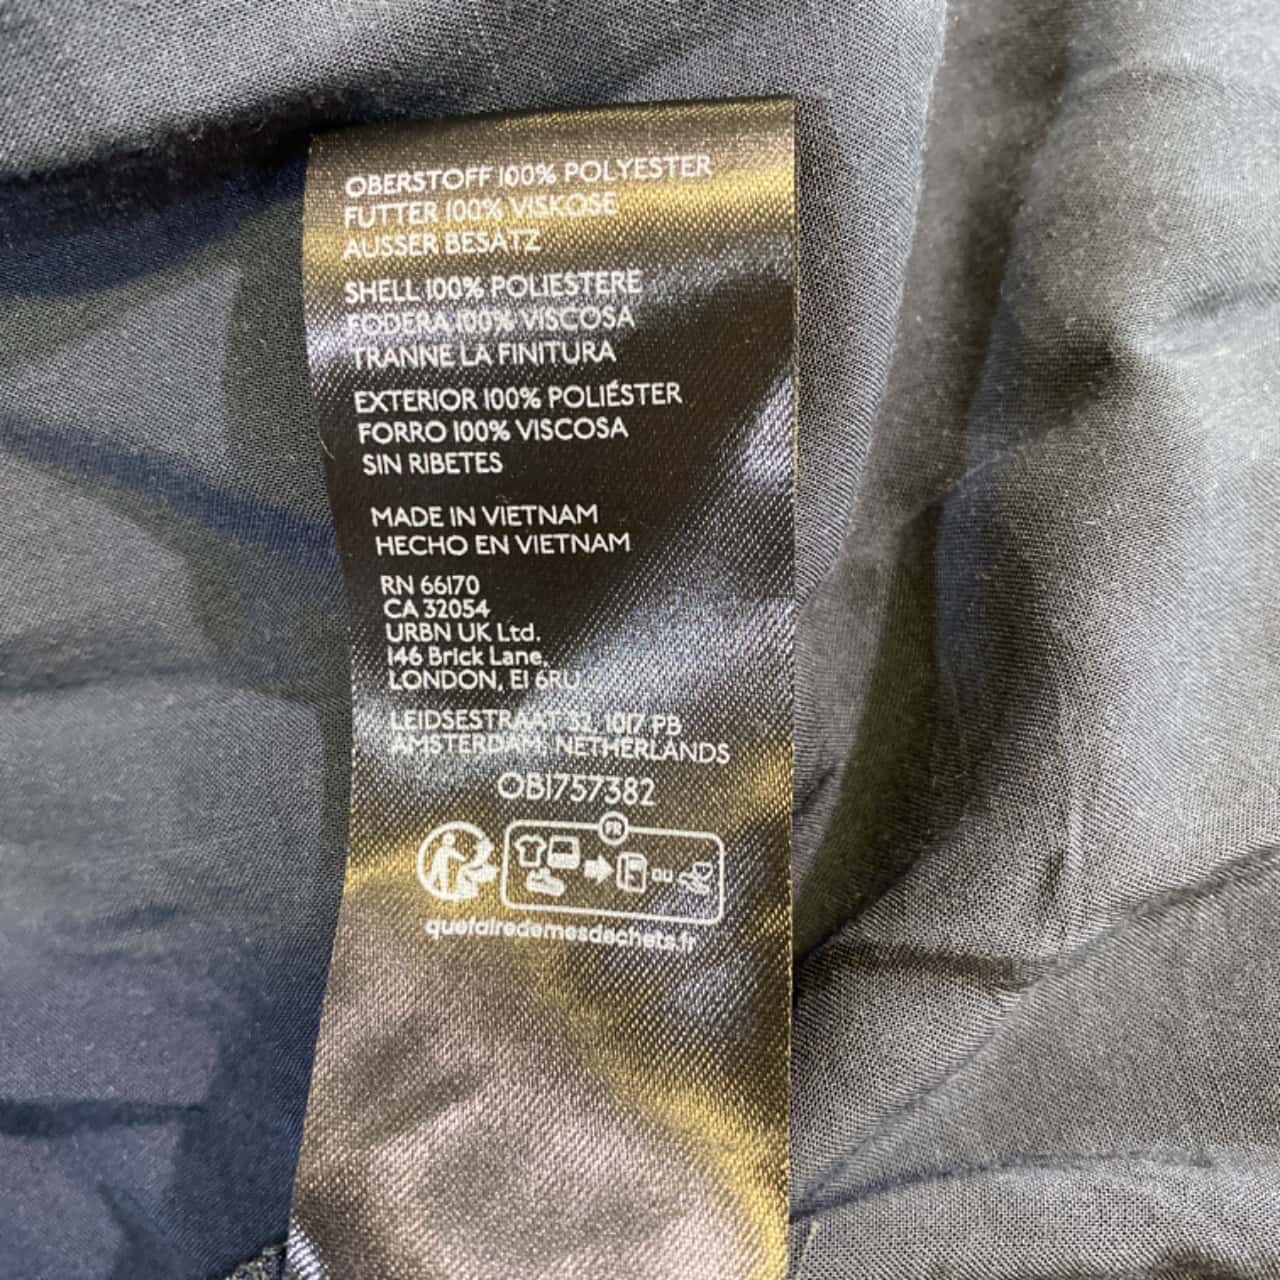 OBERSTOFF 100% POLYESTER
FUTTER 100% VISKOSE
AUSSER BESATZ
SHELL 100% POLIESTERE
FODERA 100% VISCOSA
TRANNE LA FINITURA
EXTERIOR 100% POLIÉSTER
FORRO 100% VISCOSA
SIN RIBETES
MADE IN VIETNAM
HECHO EN VIETNAM
RN 66170
CA 32054
URBN UK Ltd.
146 Brick Lane,
LONDON, E1 6RU
LEIDSESTRAAT 32, 1017 PB
AMSTERDAM, NETHERLANDS
OB1757382
FR
ou
quefairedemesdechets.fr